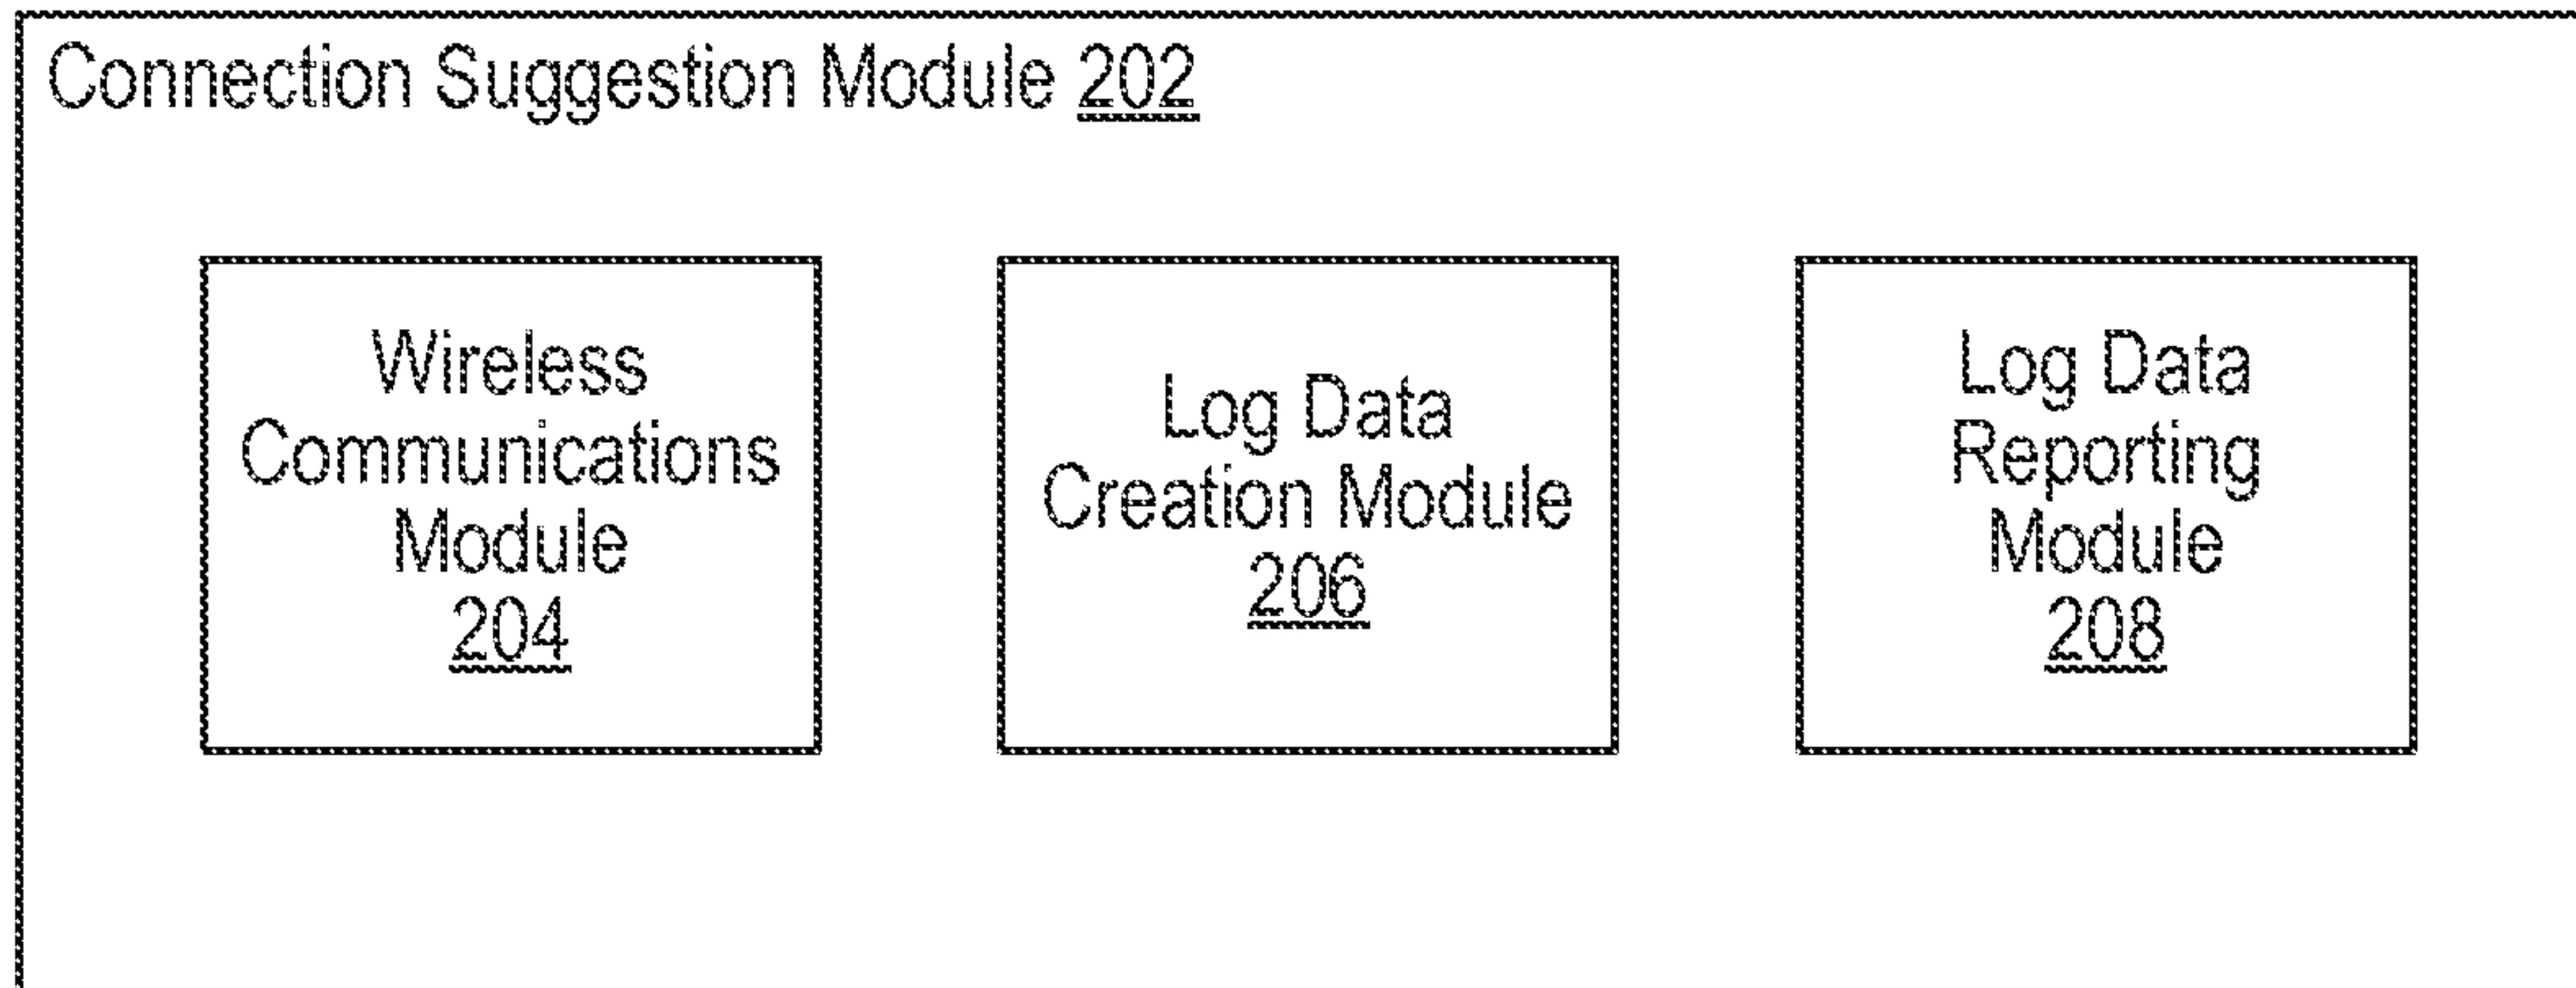 Connection Suggestion Module 202
Wireless
Communications
Module
204
Log Data
Creation Module
206
Log Data
Reporting
Module
208